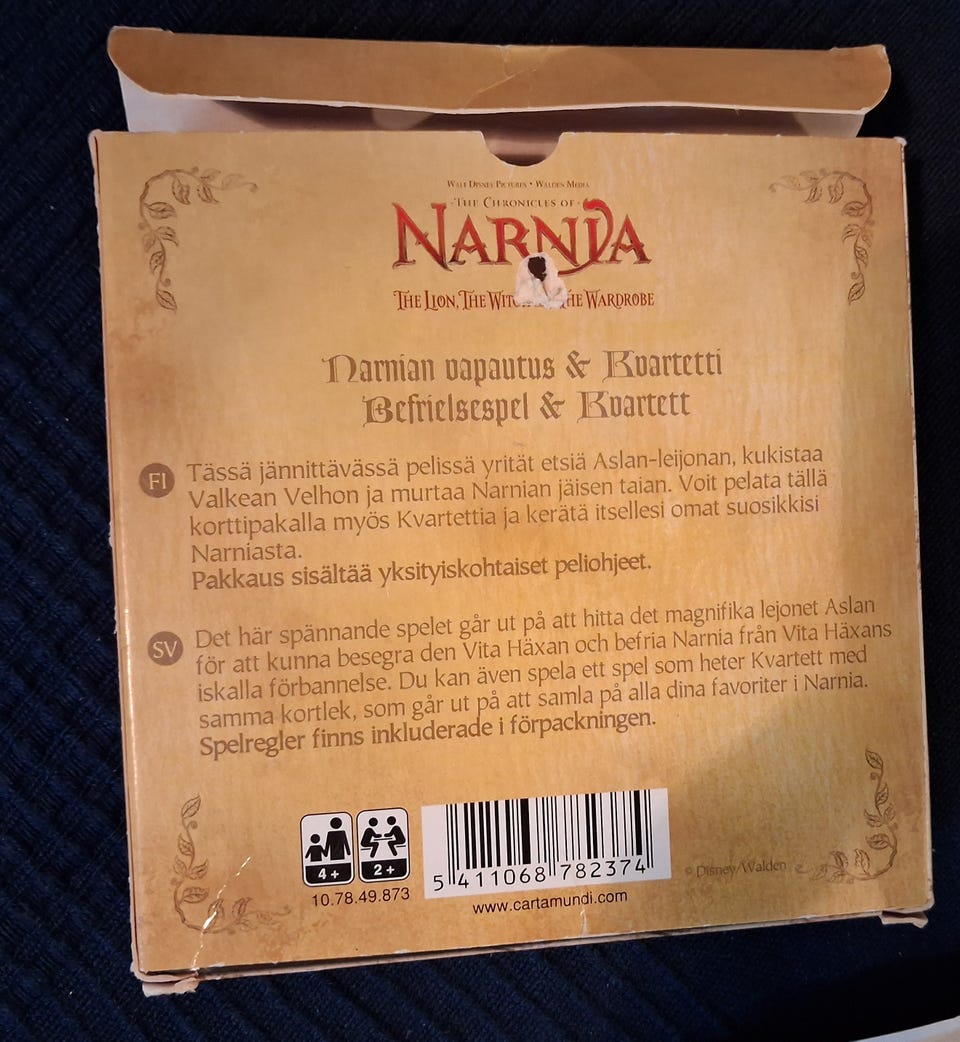 WALT DISNEY PICTURES • WALDEN MEDIA
THE CHRONICLES OF
NARNIA
THE LION, THE WITC THE WARDROBE
Narnian vapautus & Kvartetti
Befrielsespel & Kvartett
FI
Tässä jännittävässä pelissä yrität etsiä Aslan-leijonan, kukistaa
Valkean Velhon ja murtaa Narnian jäisen taian. Voit pelata tällä
korttipakalla myös Kvartettia ja kerätä itsellesi omat suosikkisi
Narniasta.
Pakkaus sisältää yksityiskohtaiset peliohjeet.
SV
Det här spännande spelet går ut på att hitta det magnifika lejonet Aslan
för att kunna besegra den Vita Häxan och befria Narnia från Vita Häxans
iskalla förbannelse. Du kan även spela ett spel som heter Kvartett med
samma kortlek, som går ut på att samla på alla dina favoriter i Narnia.
Spelregler finns inkluderade i förpackningen.
4+ 2+
10.78.49.873
5 411068 782374
www.cartamundi.com
© Disney/Walden